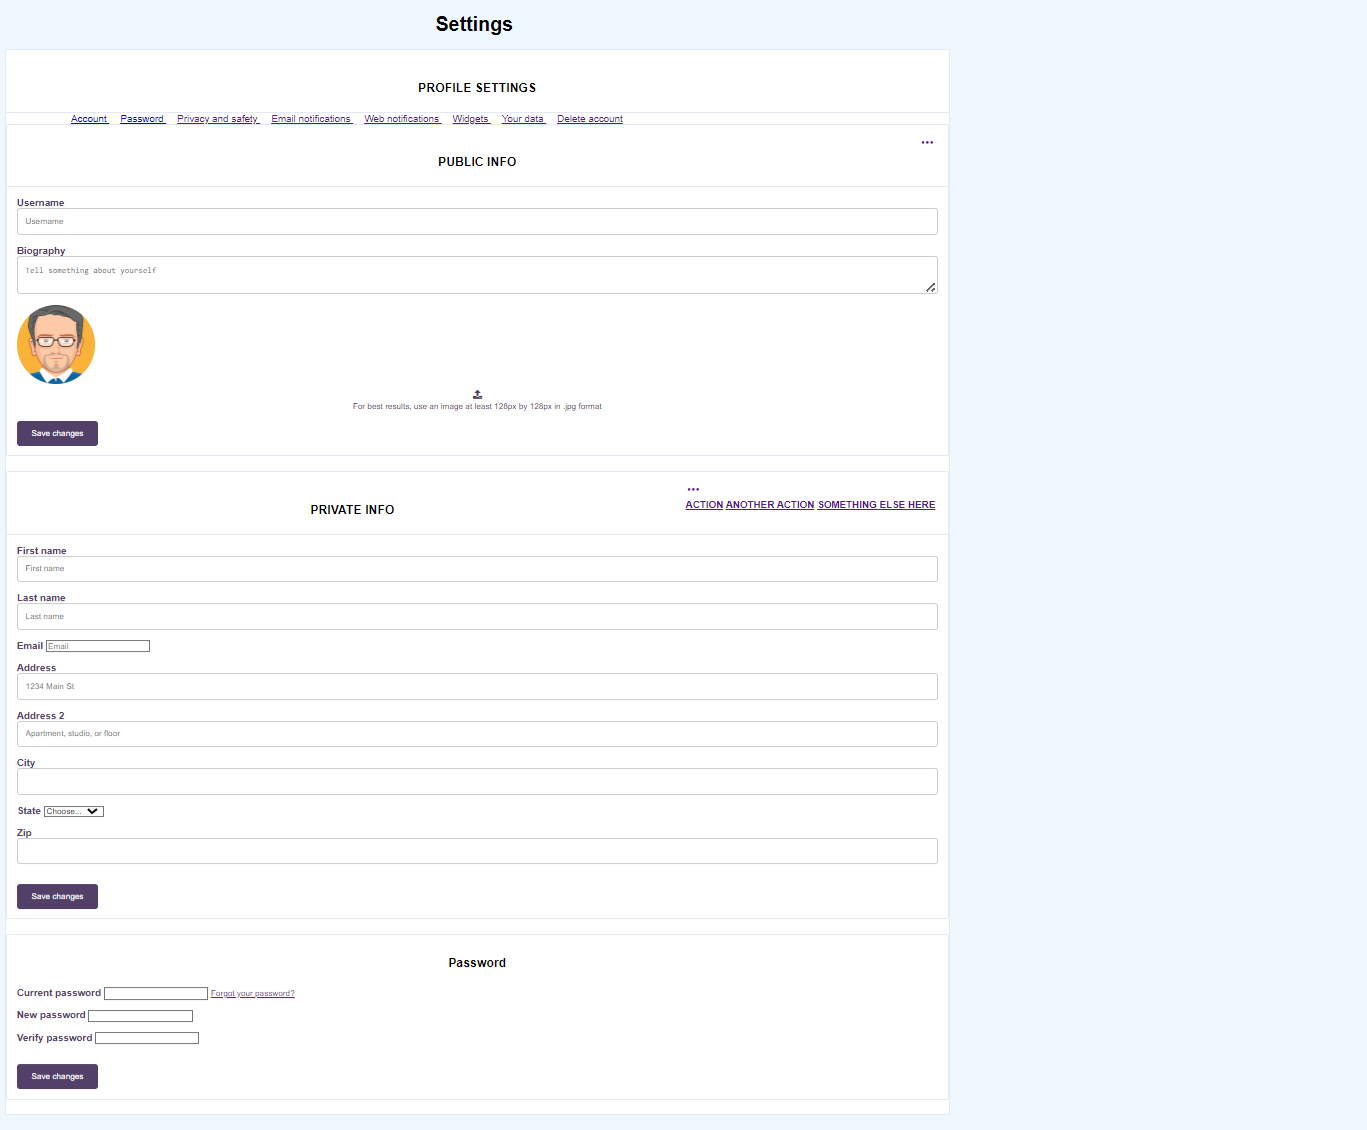 Settings
PROFILE SETTINGS
Account Password Privacy and safety Email notifications Web notifications Widgets Your data Delete account
PUBLIC INFO
Username
Username
Biography
Tell something about yourself
For best results, use an image at least 128px by 128px in .jpg format
Save changes
PRIVATE INFO
ACTION ANOTHER ACTION SOMETHING ELSE HERE
First name
First name
Last name
Last name
Email Email
Address
1234 Main St
Address 2
Apartment, studio, or floor
City
State Choose...
Zip
Save changes
Password
Current password Forgot your password?
New password
Verify password
Save changes